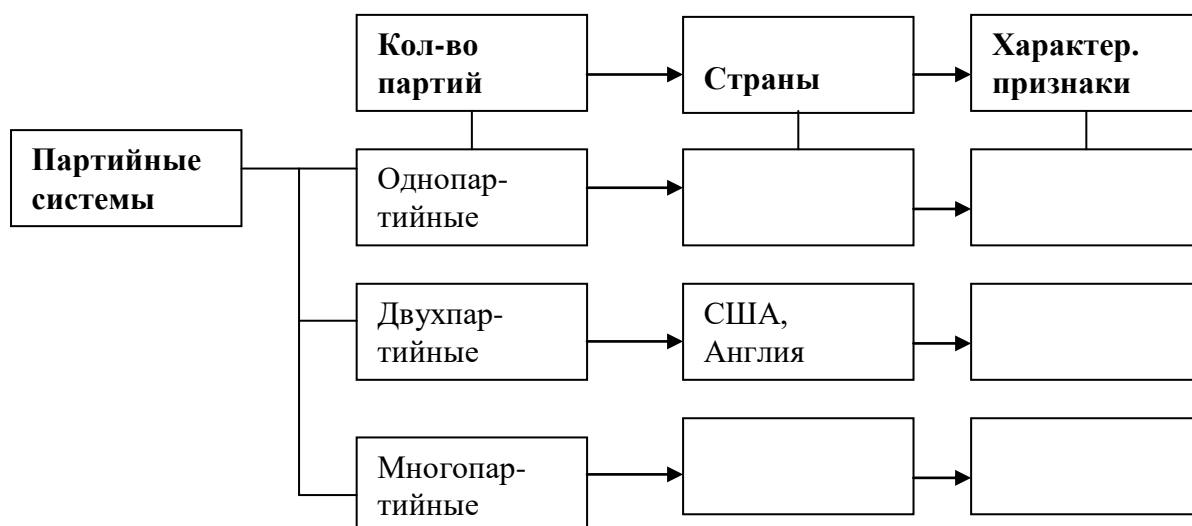 Кол-во
партий
Страны
Характер.
признаки
Партийные
системы
Однопар-
тийные
Двухпар-
тийные
США,
Англия
Многопар-
тийные